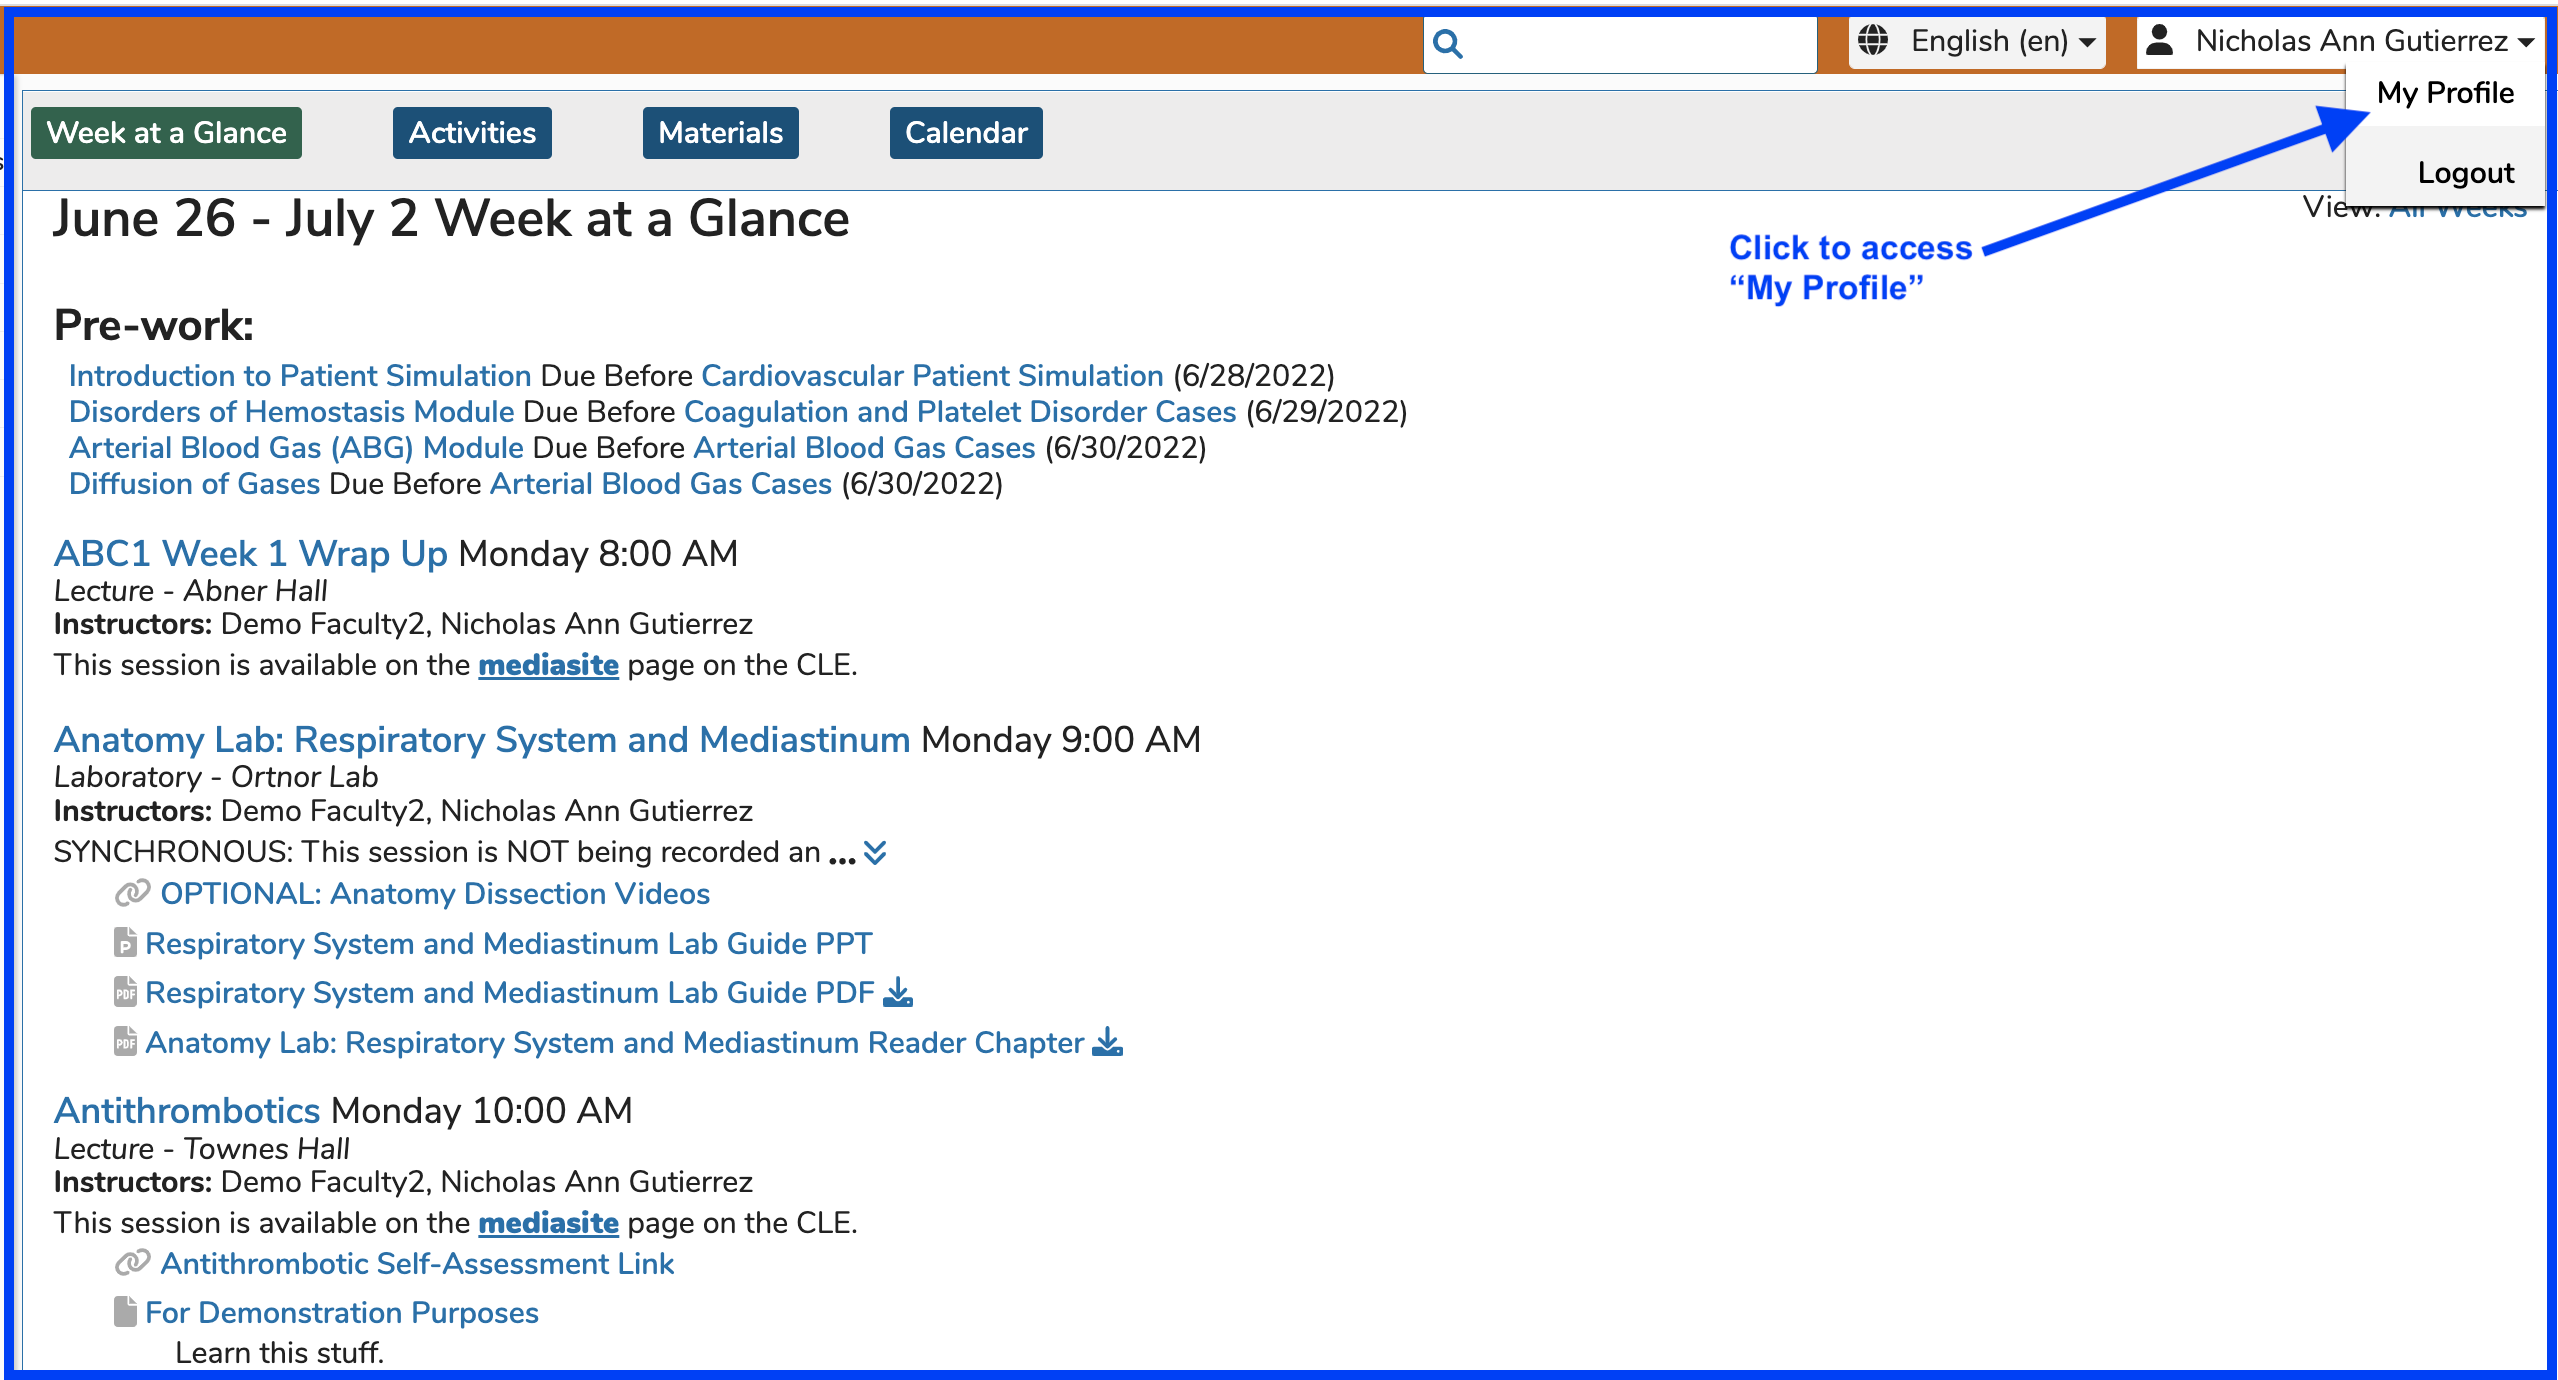 English (en)
Nicholas Ann Gutierrez
My Profile
Logout
Week at a Glance
Activities
Materials
Calendar
June 26 - July 2 Week at a Glance
View: All Weeks
Click to access
“My Profile”
Pre-work:
Introduction to Patient Simulation Due Before Cardiovascular Patient Simulation (6/28/2022)
Disorders of Hemostasis Module Due Before Coagulation and Platelet Disorder Cases (6/29/2022)
Arterial Blood Gas (ABG) Module Due Before Arterial Blood Gas Cases (6/30/2022)
Diffusion of Gases Due Before Arterial Blood Gas Cases (6/30/2022)
ABC1 Week 1 Wrap Up Monday 8:00 AM
Lecture - Abner Hall
Instructors: Demo Faculty2, Nicholas Ann Gutierrez
This session is available on the mediasite page on the CLE.
Anatomy Lab: Respiratory System and Mediastinum Monday 9:00 AM
Laboratory - Ortnor Lab
Instructors: Demo Faculty2, Nicholas Ann Gutierrez
SYNCHRONOUS: This session is NOT being recorded an ...
OPTIONAL: Anatomy Dissection Videos
P Respiratory System and Mediastinum Lab Guide PPT
PDF Respiratory System and Mediastinum Lab Guide PDF
PDF Anatomy Lab: Respiratory System and Mediastinum Reader Chapter
Antithrombotics Monday 10:00 AM
Lecture - Townes Hall
Instructors: Demo Faculty2, Nicholas Ann Gutierrez
This session is available on the mediasite page on the CLE.
Antithrombotic Self-Assessment Link
For Demonstration Purposes
Learn this stuff.